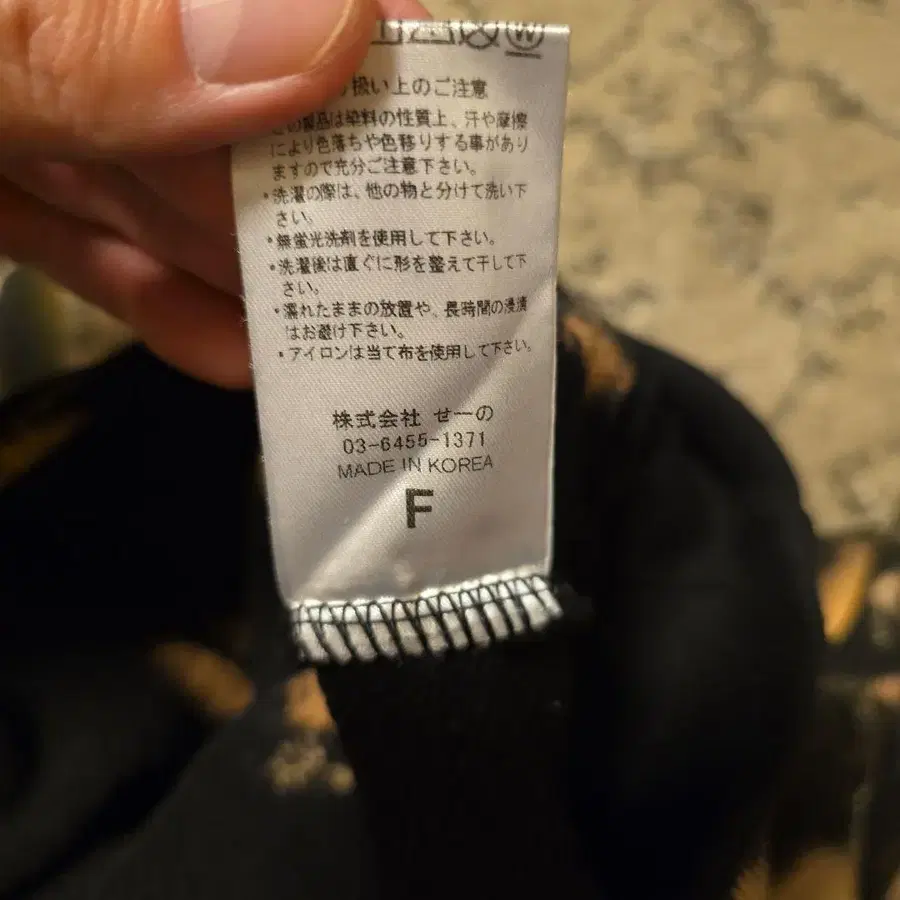 扱い上のご注意
この製品は染料の性質上、汗や摩擦
により色落ちや色移りする事があり
ますので充分ご注意下さい。
・洗濯の際は、他の物と分けて洗い下
さい。
・無蛍光洗剤を使用して下さい。
・洗濯後は直ぐに形を整えて干して下
さい。
・濡れたままの放置や、長時間の浸漬
はお避け下さい。
・アイロンは当て布を使用して下さい。
株式会社 せーの
03-6455-1371
MADE IN KOREA
F